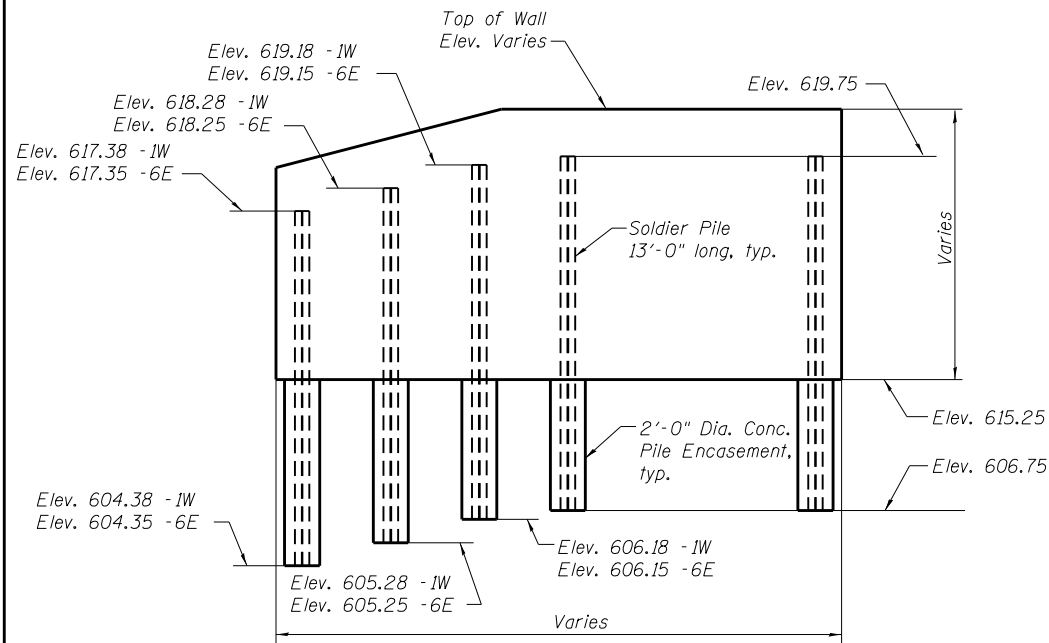 Top of Wall
Elev. Varies
Elev. 619.18 - 1W
Elev. 619.15 - 6E
Elev. 619.75
Elev. 618.28 - 1W
Elev. 618.25 - 6E
Elev. 617.38 - 1W
Elev. 617.35 - 6E
Soldier Pile
13'-0" long, typ.
Varies
Elev. 615.25
2'-0" Dia. Conc.
Pile Encasement,
typ.
Elev. 606.75
Elev. 604.38 - 1W
Elev. 604.35 - 6E
Elev. 606.18 - 1W
Elev. 606.15 - 6E
Elev. 605.28 - 1W
Elev. 605.25 - 6E
Varies